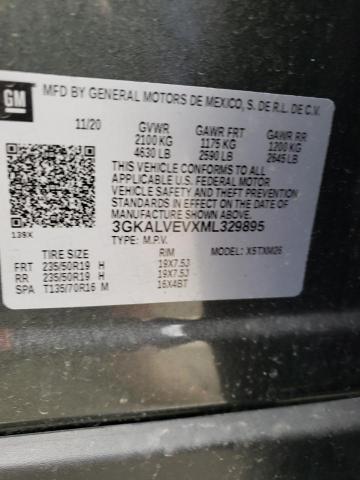 GM
MFD BY GENERAL MOTORS DE MEXICO, S. DE R.L. DE C.V.
11/20 GVWR GAWR FRT GAWR RR
2100 KG 1175 KG 1200 KG
4630 LB 2590 LB 2645 LB
THIS VEHICLE CONFORMS TO ALL
APPLICABLE U.S. FEDERAL MOTOR
VEHICLE SAFETY AND THEFT PREVENTION
STANDARDS IN EFFECT ON THE DATE
OF MANUFACTURE SHOWN ABOVE.
3GKALVEVXML329895
TYPE: M.P.V. MODEL: X5TXM26
139X
TIRE SIZE RIM
FRT 235/50R19 H 19X7.5J
RR 235/50R19 H 19X7.5J
SPA T135/70R16 M 16X4BT